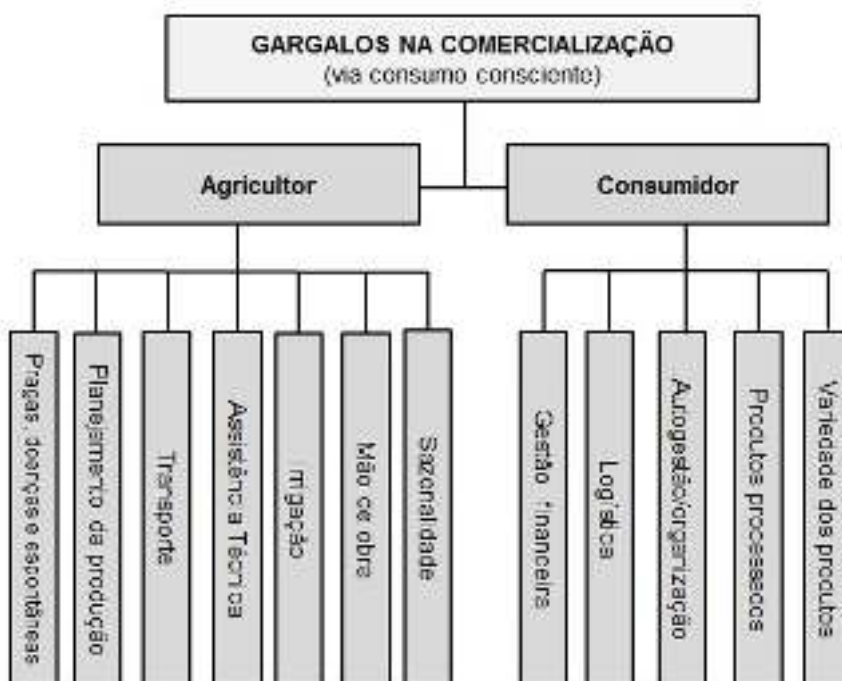 GARGALOS NA COMERCIALIZAÇÃO
(via consumo consciente)
Agricultor
Consumidor
Pragas, doenças e espontâneas
Planejamento da produção
Transporte
Assistência Técnica
Irrigação
Mão de obra
Sazonalidade
Gestão financeira
Logística
Autogestão/organização
Produtos processados
Variedade dos produtos